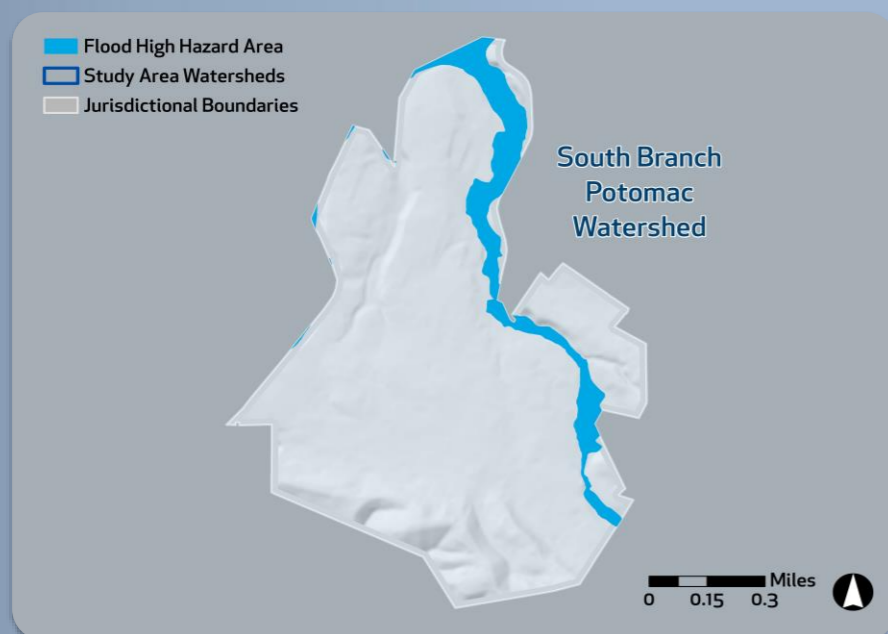 Flood High Hazard Area
Study Area Watersheds
Jurisdictional Boundaries
South Branch
Potomac
Watershed
Miles
0 0.15 0.3